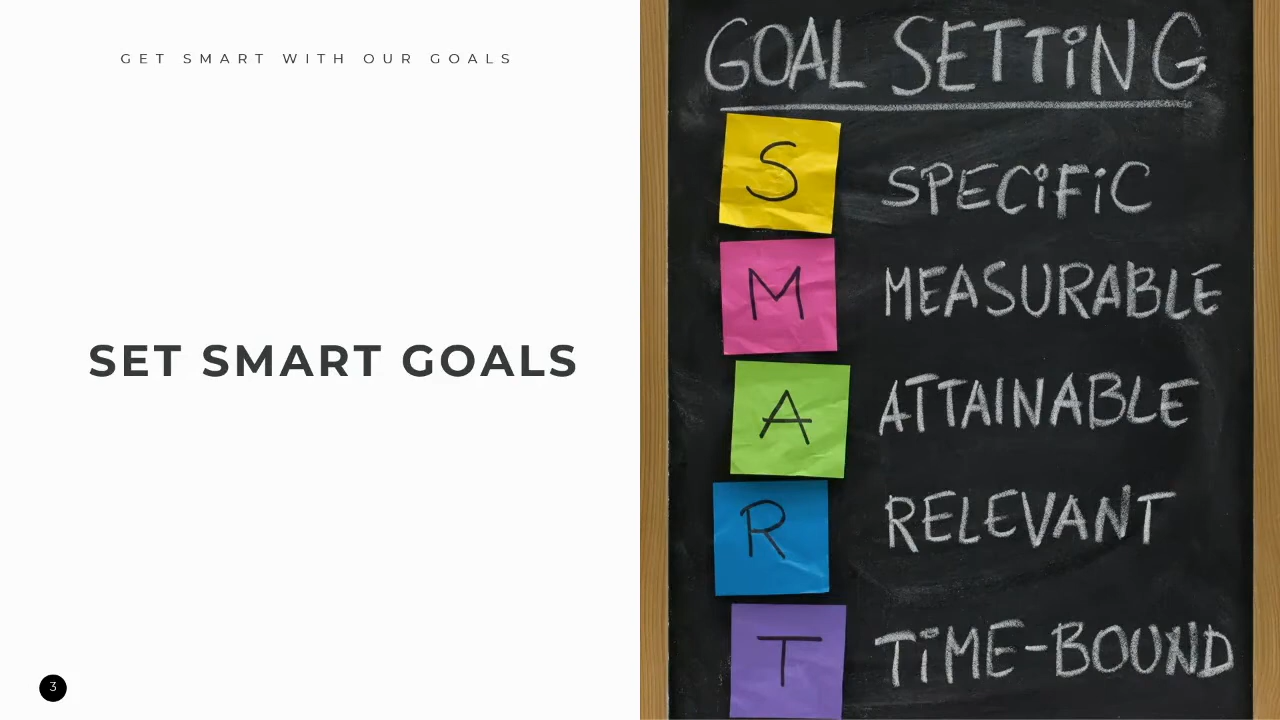 GET SMART WITH OUR GOALS
SET SMART GOALS
3
GOAL SETTiNG
S SPECiFiC
M MEASURABLE
A ATTAINABLE
R RELEVANT
T TiME-BOUND